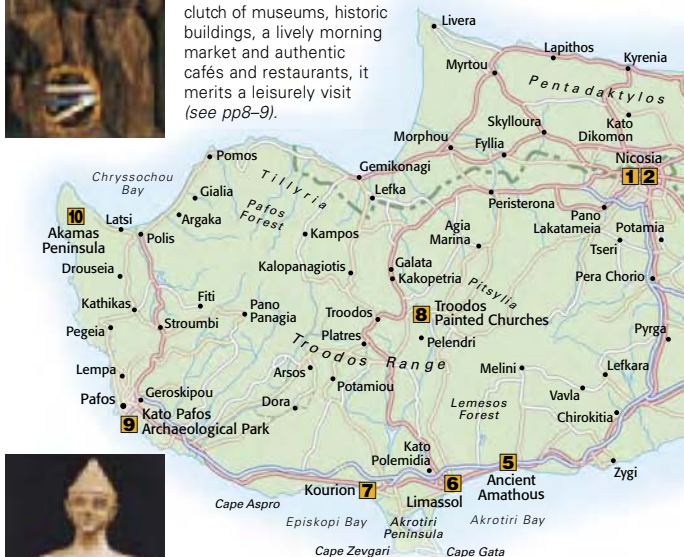 clutch of museums, historic
buildings, a lively morning
market and authentic
cafés and restaurants, it
merits a leisurely visit
(see pp8–9).
Livera
Lapithos
Kyrenia
Myrtou
Pentadaktylos
Skylloura
Kato
Dikomon
Morphou
Fyllia
Nicosia
1 2
Pomos
Chryssochou
Bay
Tillyria
Gemikonagi
Lefka
Peristerona
Gialia
Pafos
Forest
10
Akamas
Peninsula
Latsi
Argaka
Polis
Kampos
Agia
Marina
Pano
Lakatameia
Potamia
Tseri
Drouseia
Kalopanagiotis
Galata
Kakopetria
Pitsylia
Pera Chorio
Kathikas
Fiti
Pano
Panagia
Troodos
8
Troodos
Painted Churches
Pegeia
Stroumbi
Platres
Pelendri
Pyrga
Troodos Range
Lempa
Arsos
Potamiou
Melini
Lefkara
Pafos
Geroskipou
Dora
Lemesos
Forest
Vavla
Chirokitia
9
Kato Pafos
Archaeological Park
Kato
Polemidia
5
Ancient
Amathous
Zygi
Kourion 7
6
Limassol
Cape Aspro
Episkopi Bay
Akrotiri
Peninsula
Akrotiri Bay
Cape Zevgari
Cape Gata